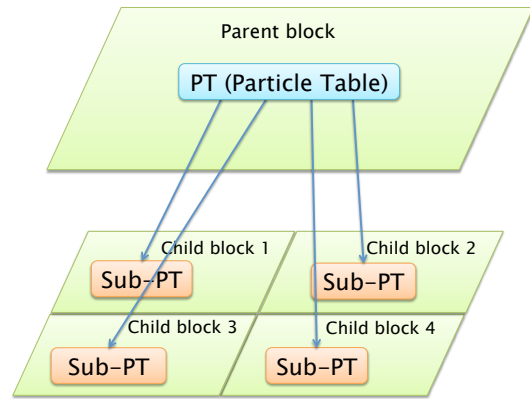 Parent block
PT (Particle Table)
Child block 1
Sub-PT
Child block 2
Sub-PT
Child block 3
Sub-PT
Child block 4
Sub-PT